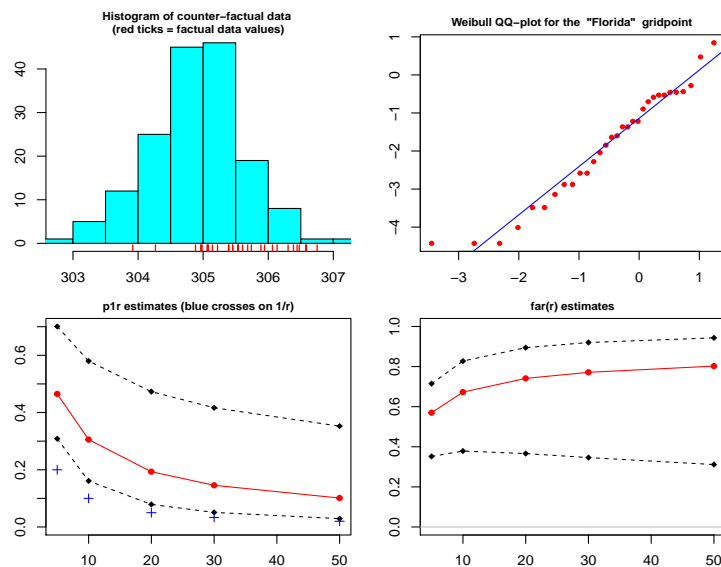 Histogram of counter-factual data
(red ticks = factual data values)
0 10 20 30 40
303 304 305 306 307
Weibull QQ-plot for the "Florida" gridpoint
1
0
−1
−2
−3
−4
−3 −2 −1 0 1
p1r estimates (blue crosses on 1/r)
0.0 0.2 0.4 0.6
10 20 30 40 50
far(r) estimates
0.0 0.2 0.4 0.6 0.8 1.0
10 20 30 40 50